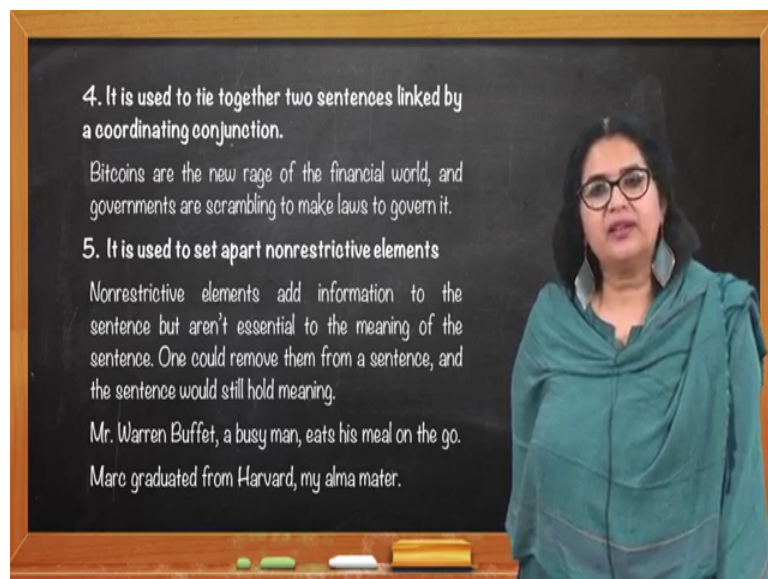 4. It is used to tie together two sentences linked by
a coordinating conjunction.
Bitcoins are the new rage of the financial world, and
governments are scrambling to make laws to govern it.
5. It is used to set apart nonrestrictive elements
Nonrestrictive elements add information to the
sentence but aren't essential to the meaning of the
sentence. One could remove them from a sentence, and
the sentence would still hold meaning.
Mr. Warren Buffet, a busy man, eats his meal on the go.
Marc graduated from Harvard, my alma mater.